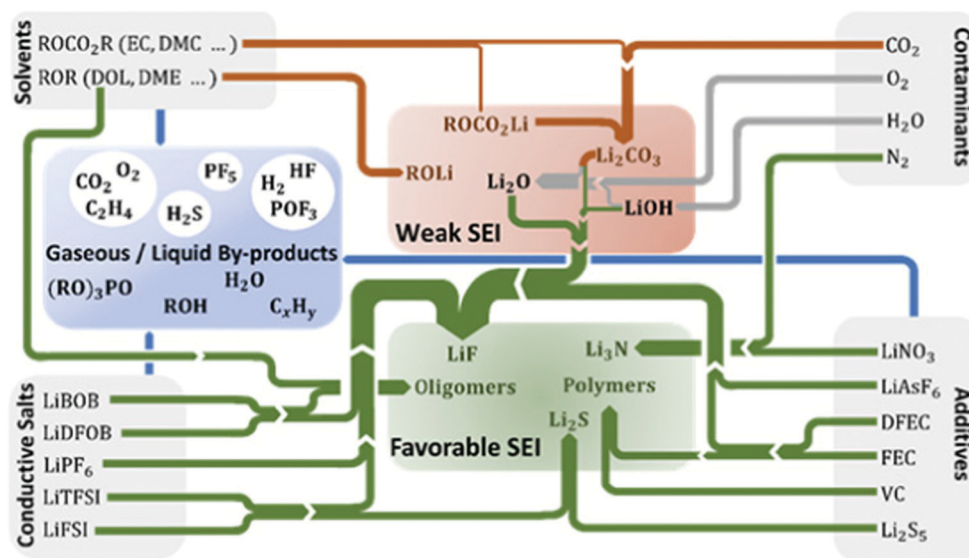 Solvents
ROCO₂R (EC, DMC ...)
ROR (DOL, DME ...)
Contaminants
CO₂
O₂
H₂O
N₂
ROCO₂Li
Li₂CO₃
ROLi
Li₂O
LiOH
Weak SEI
CO₂ O₂
C₂H₄
PF₅
H₂S
H₂ HF
POF₃
Gaseous / Liquid By-products
(RO)₃PO
H₂O
ROH
CₓHᵧ
LiF
Li₃N
Oligomers
Polymers
Li₂S
Favorable SEI
Conductive Salts
LiBOB
LiDFOB
LiPF₆
LiTFSI
LiFSI
Additives
LiNO₃
LiAsF₆
DFEC
FEC
VC
Li₂S₅